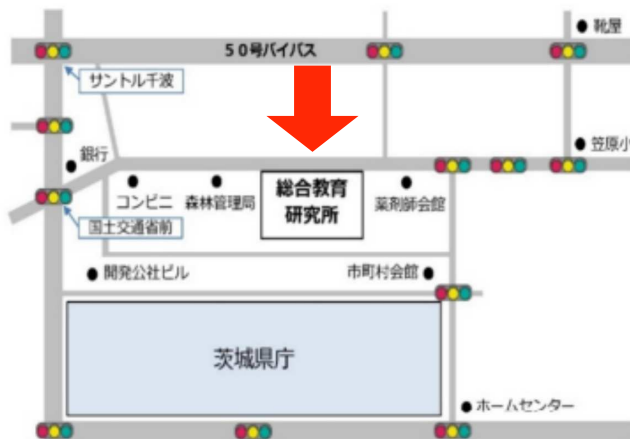 靴屋
50号バイパス
サントル千波
笠原小
銀行
コンビニ
森林管理局
総合教育
研究所
薬剤師会館
国土交通省前
開発公社ビル
市町村会館
茨城県庁
ホームセンター